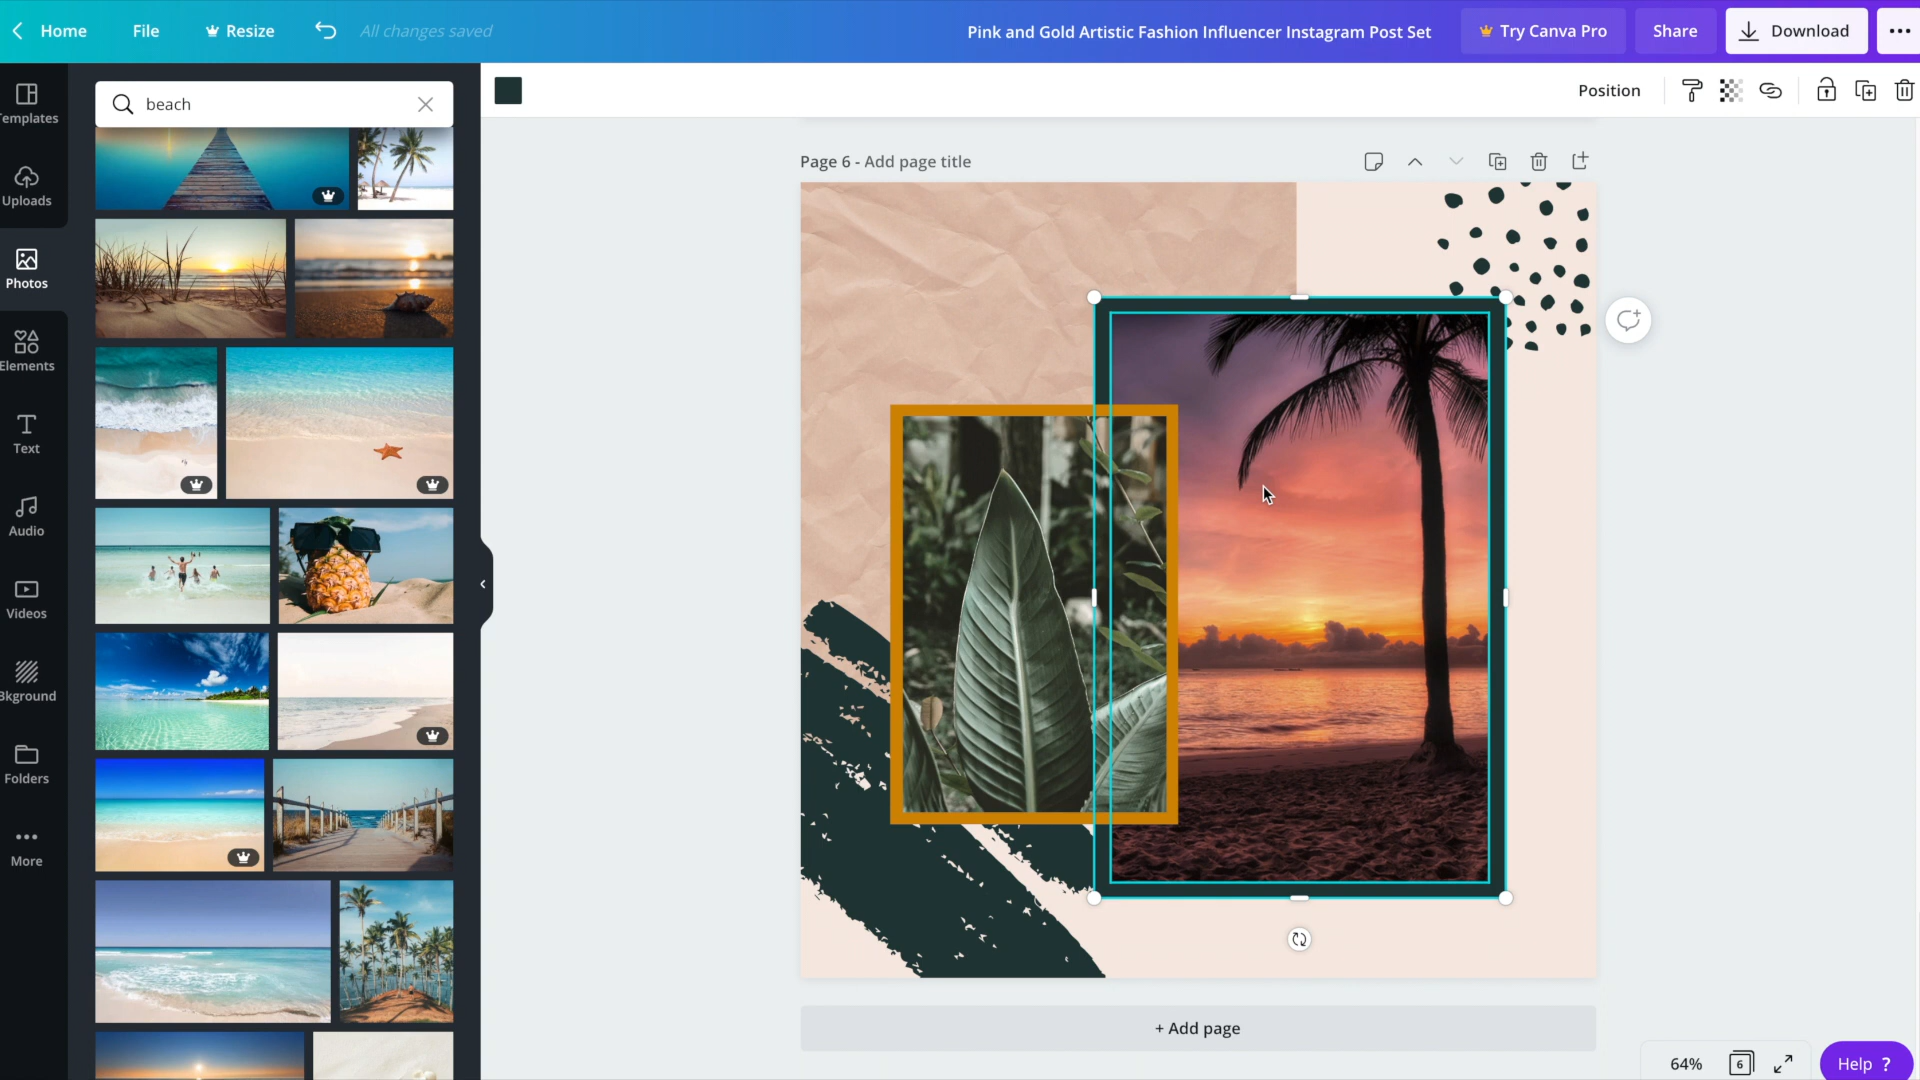 Home
File
Resize
All changes saved
Pink and Gold Artistic Fashion Influencer Instagram Post Set
Try Canva Pro
Share
Download
beach
Position
Templates
Uploads
Photos
Elements
Text
Audio
Videos
Bkground
Folders
More
Page 6 - Add page title
+ Add page
64%
6
Help ?